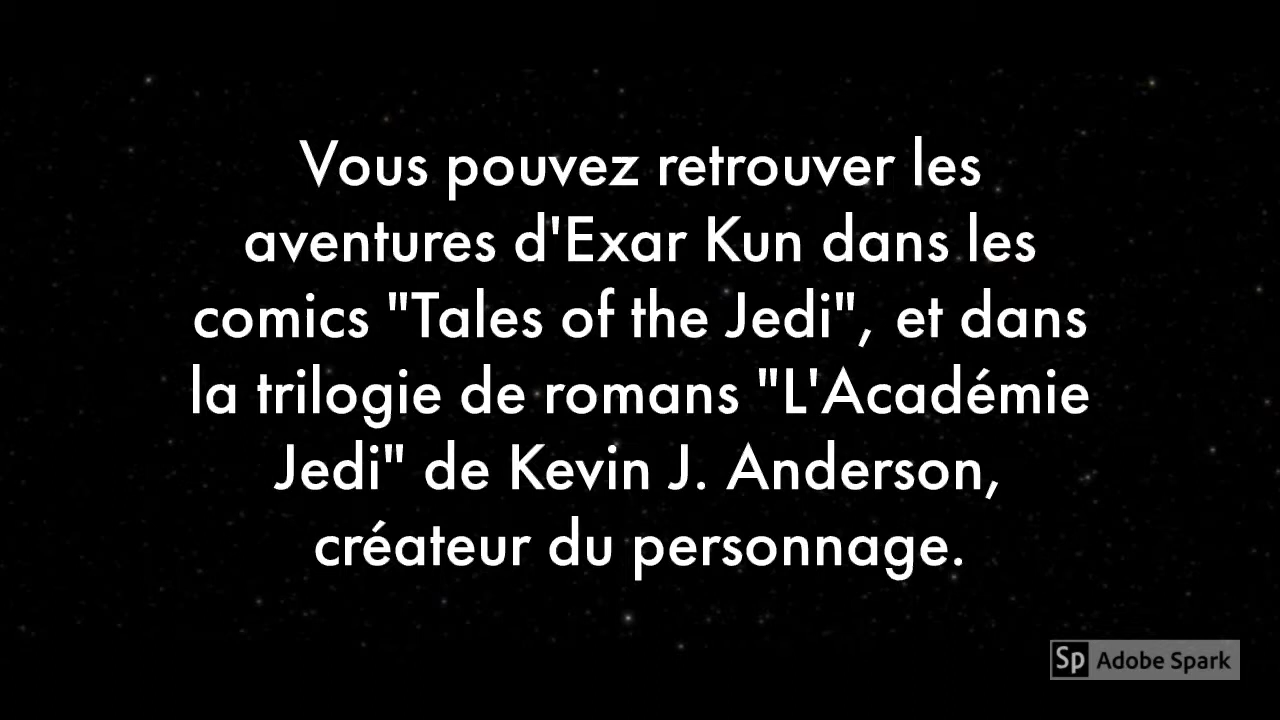 Vous pouvez retrouver les
aventures d'Exar Kun dans les
comics "Tales of the Jedi", et dans
la trilogie de romans "L'Académie
Jedi" de Kevin J. Anderson,
créateur du personnage.
Sp Adobe Spark